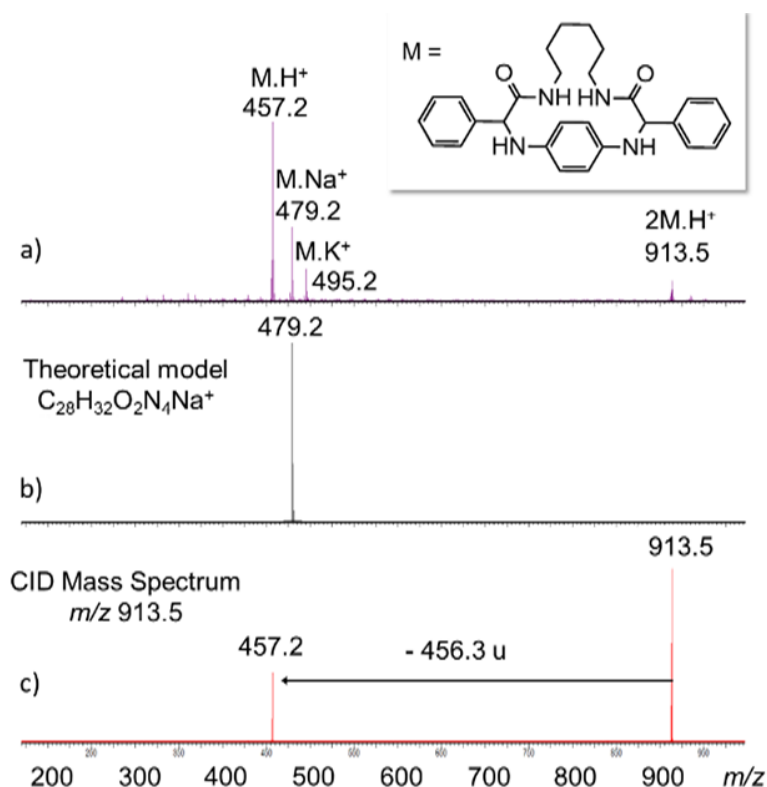 M =
O
O
NH HN
HN
NH
M.H⁺
457.2
M.Na⁺
479.2
M.K⁺
495.2
2M.H⁺
913.5
a)
479.2
Theoretical model
C₂₈H₃₂O₂N₄Na⁺
b)
913.5
CID Mass Spectrum
m/z 913.5
457.2
- 456.3 u
c)
200 300 400 500 600 700 800 900 m/z